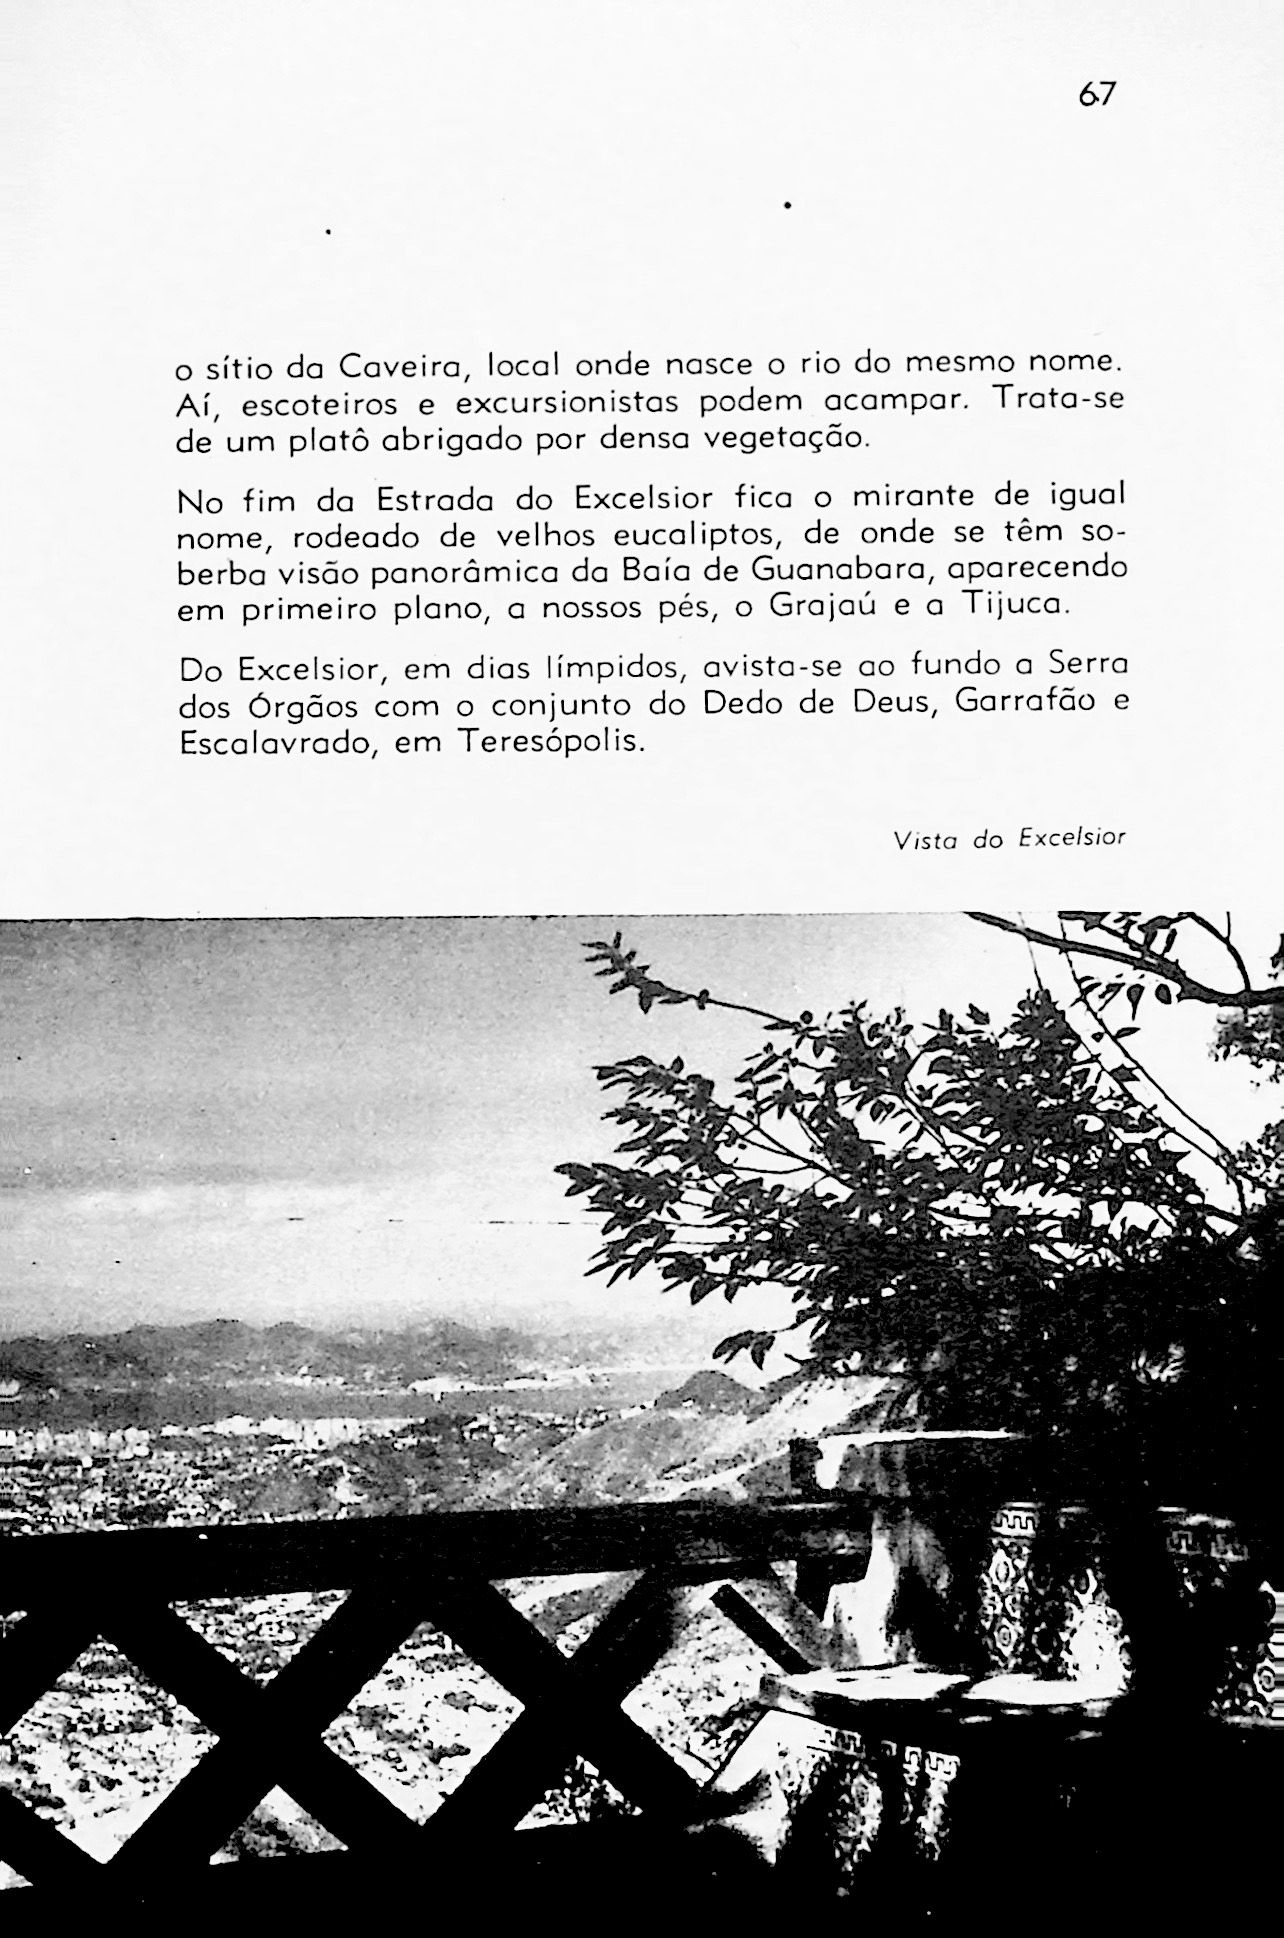 67
o sítio da Caveira, local onde nasce o rio do mesmo nome.
Aí, escoteiros e excursionistas podem acampar. Trata-se
de um platô abrigado por densa vegetação.
No fim da Estrada do Excelsior fica o mirante de igual
nome, rodeado de velhos eucaliptos, de onde se têm so-
berba visão panorâmica da Baía de Guanabara, aparecendo
em primeiro plano, a nossos pés, o Grajaú e a Tijuca.
Do Excelsior, em dias límpidos, avista-se ao fundo a Serra
dos Órgãos com o conjunto do Dedo de Deus, Garrafão e
Escalavrado, em Teresópolis.
Vista do Excelsior